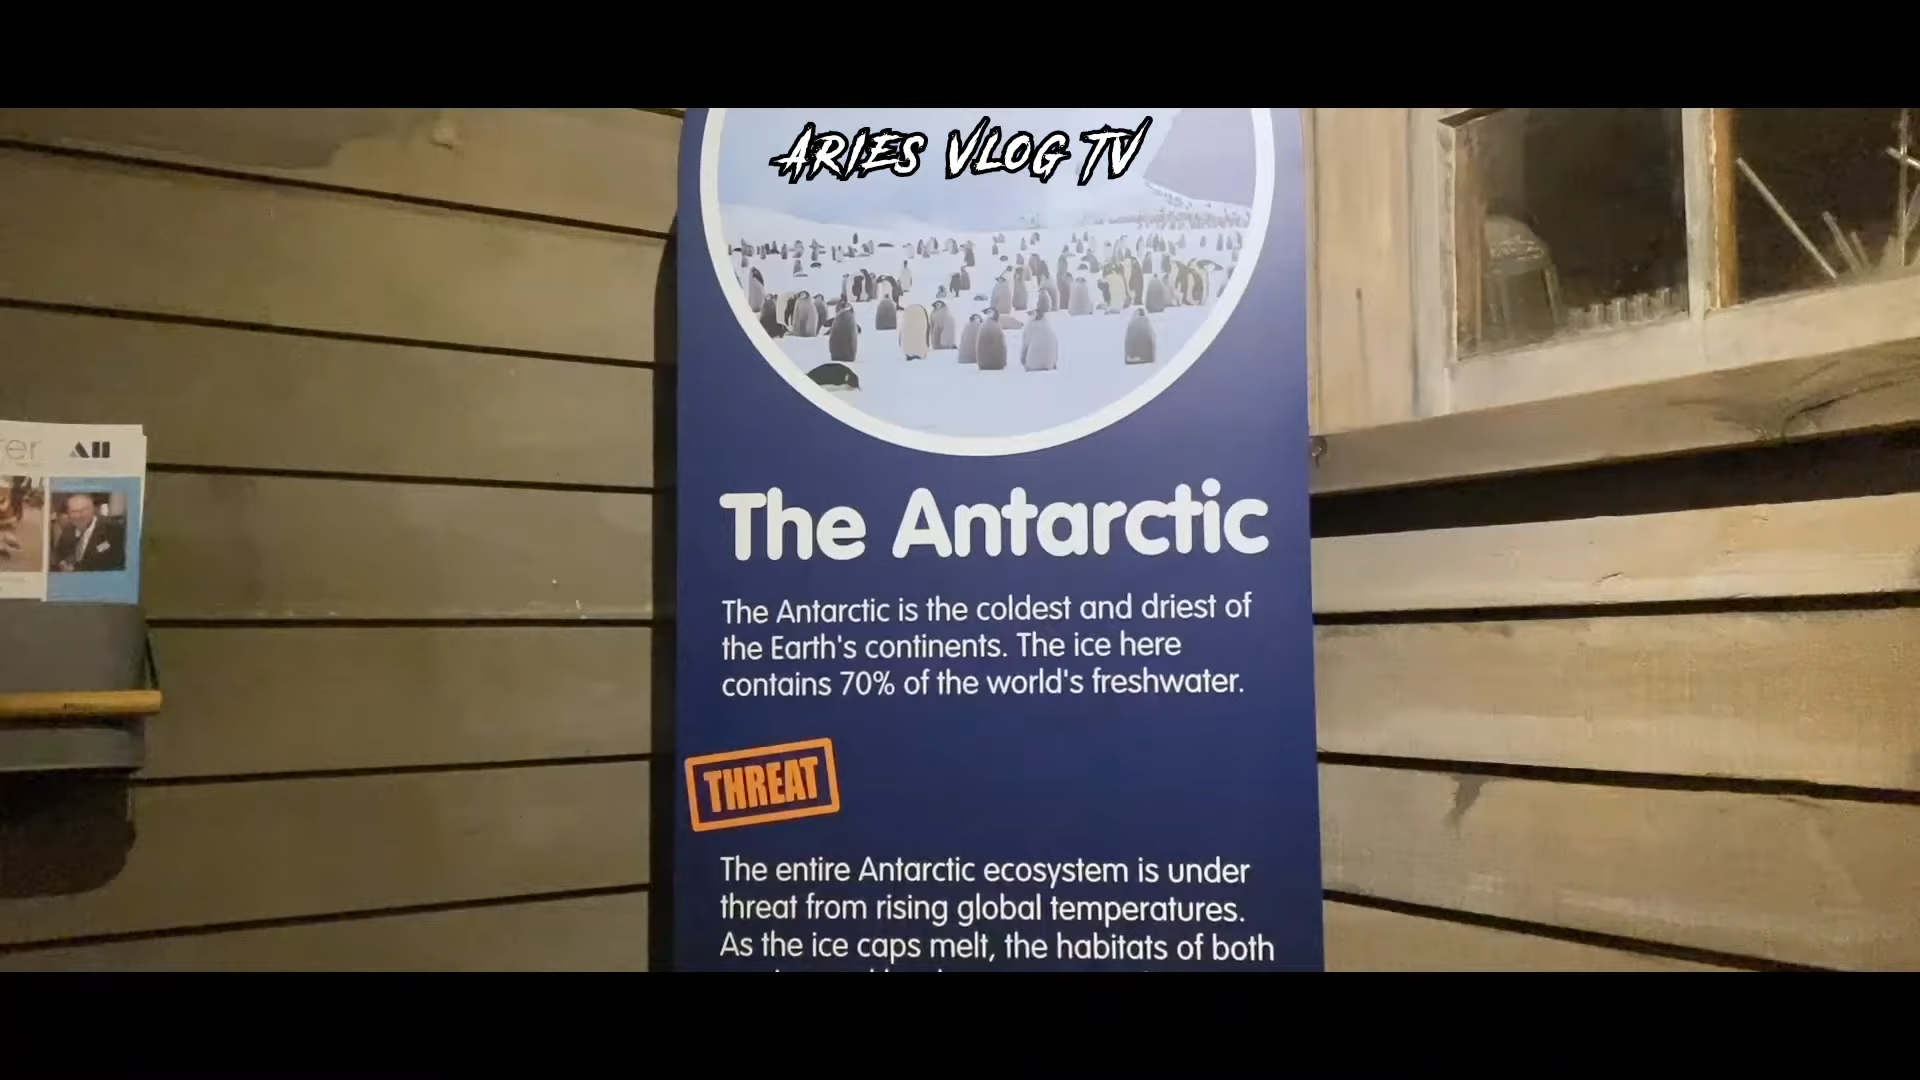 ARIES VLOG TV
er
The Antarctic
The Antarctic is the coldest and driest of
the Earth's continents. The ice here
contains 70% of the world's freshwater.
THREAT
The entire Antarctic ecosystem is under
threat from rising global temperatures.
As the ice caps melt, the habitats of both